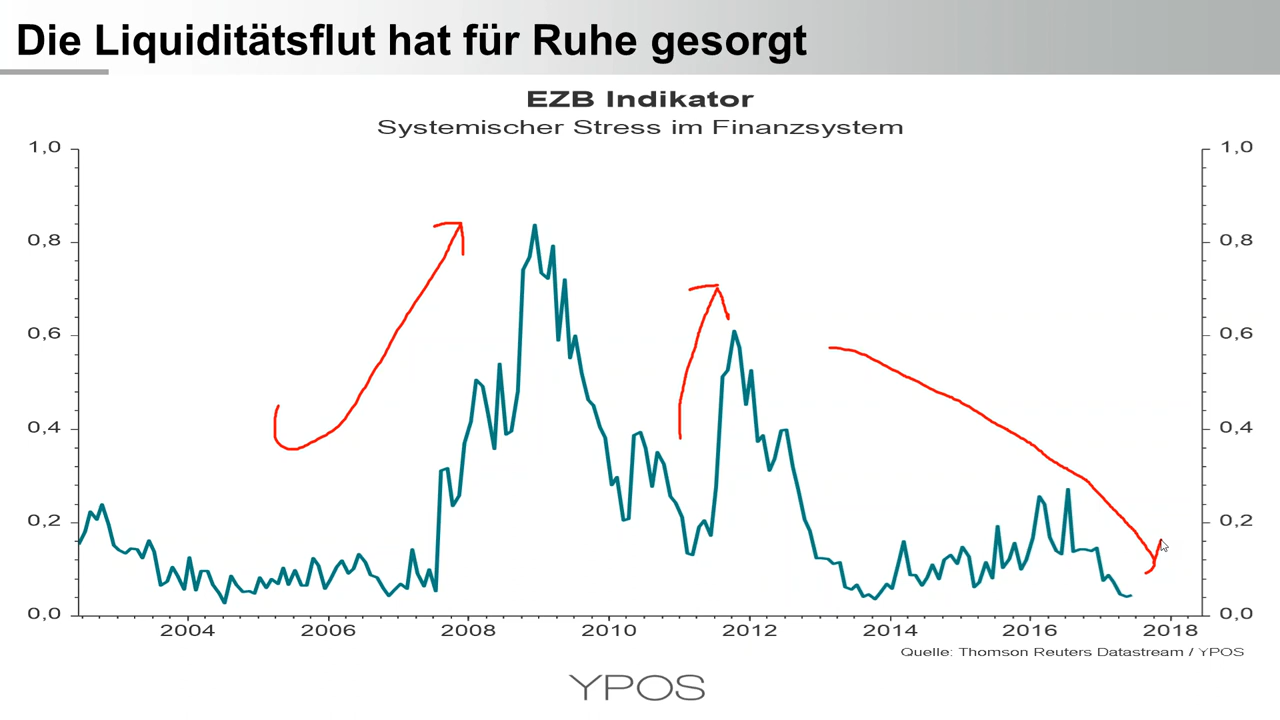 Die Liquiditätsflut hat für Ruhe gesorgt
EZB Indikator
Systemischer Stress im Finanzsystem
1,0 1,0
0,8 0,8
0,6 0,6
0,4 0,4
0,2 0,2
0,0 0,0
2004 2006 2008 2010 2012 2014 2016 2018
Quelle: Thomson Reuters Datastream / YPOS
YPOS